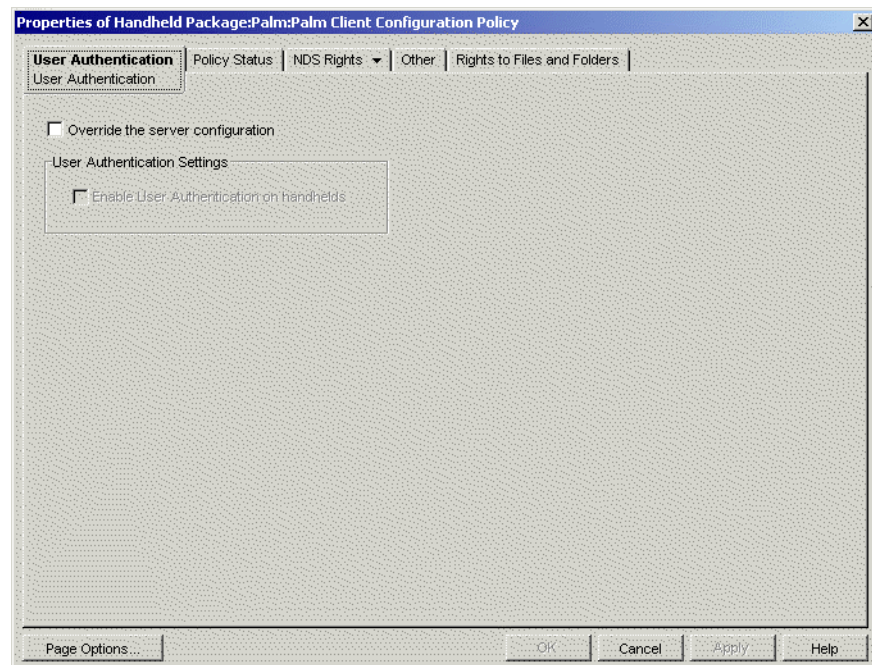 Properties of Handheld Package:Palm:Palm Client Configuration Policy
User Authentication Policy Status NDS Rights Other Rights to Files and Folders
User Authentication
Override the server configuration
User Authentication Settings
Enable User Authentication on handhelds
Page Options... OK Cancel Apply Help